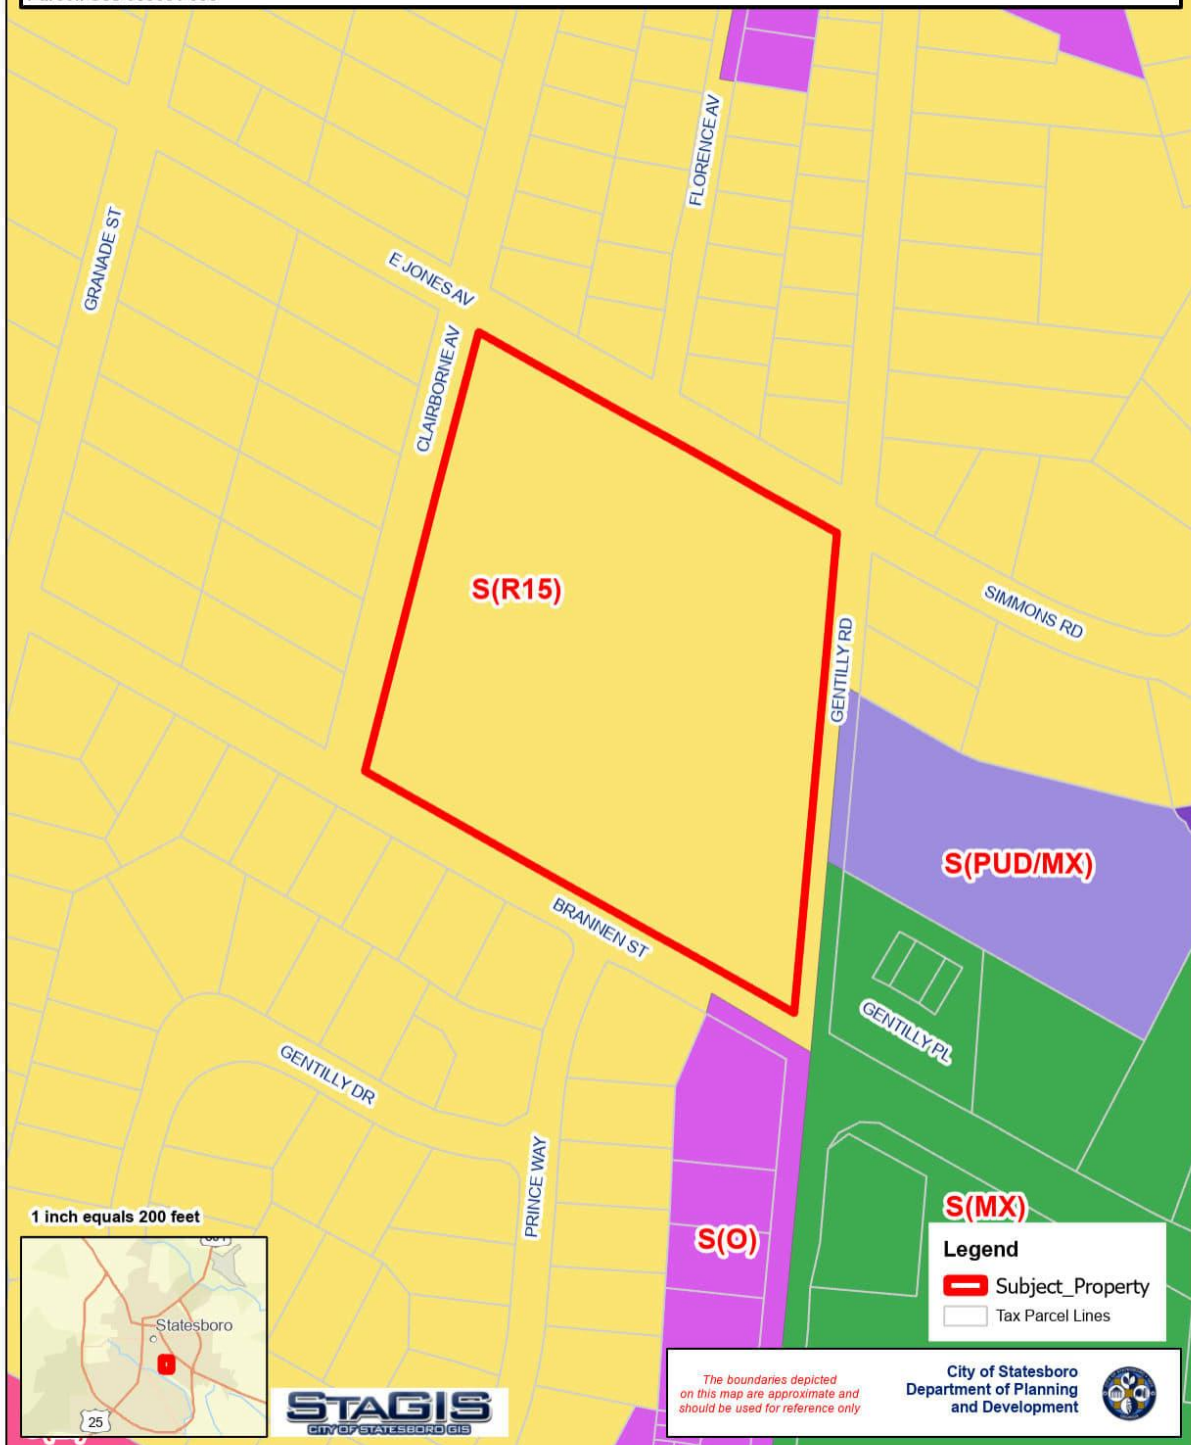 FLORENCE AV
GRANADE ST
E JONES AV
CLAIRBORNE AV
S(R15)
SIMMONS RD
GENTILLY RD
S(PUD/MX)
BRANNEN ST
GENTILLY PL
GENTILLY DR
PRINCE WAY
S(MX)
S(O)
1 inch equals 200 feet
Statesboro
25
Legend
Subject_Property
Tax Parcel Lines
STAGIS
CITY OF STATESBORO GIS
The boundaries depicted
on this map are approximate and
should be used for reference only
City of Statesboro
Department of Planning
and Development